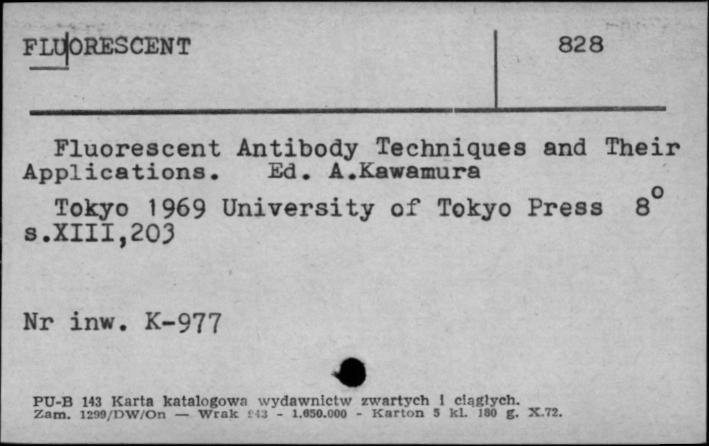 FLUORESCENT
828
Fluorescent Antibody Techniques and Their
Applications. Ed. A.Kawamura
Tokyo 1969 University of Tokyo Press 8°
s.XIII,203
Nr inw. K-977
PU-B 143 Karta katalogowa wydawnictw zwartych i ciągłych.
Zam. 1299/DW/On — Wrak 943 - 1.650.000 - Karton 5 kl. 180 g. X.72.